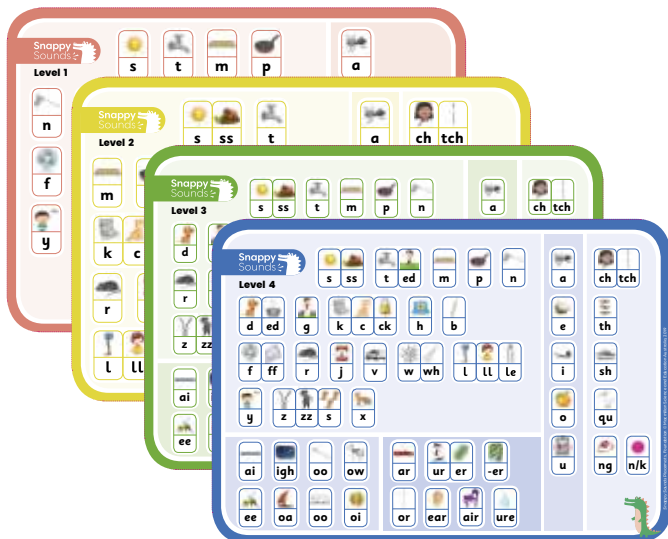 Snappy
Sounds
Level 1
s t m p a
n
f
y
Snappy
Sounds
Level 2
s ss t a ch tch
m
k c
r
l ll
Snappy
Sounds
Level 3
s ss t m p n a ch tch
d
r
z zz
ai
ee
Snappy
Sounds
Level 4
s ss t ed m p n a ch tch
d ed g k c ck h b e th
f ff r j v w wh l ll le i sh
y z zz s x o qu
u ng n/k
ai igh oo ow ar ur er -er
ee oa oo oi or ear air ure